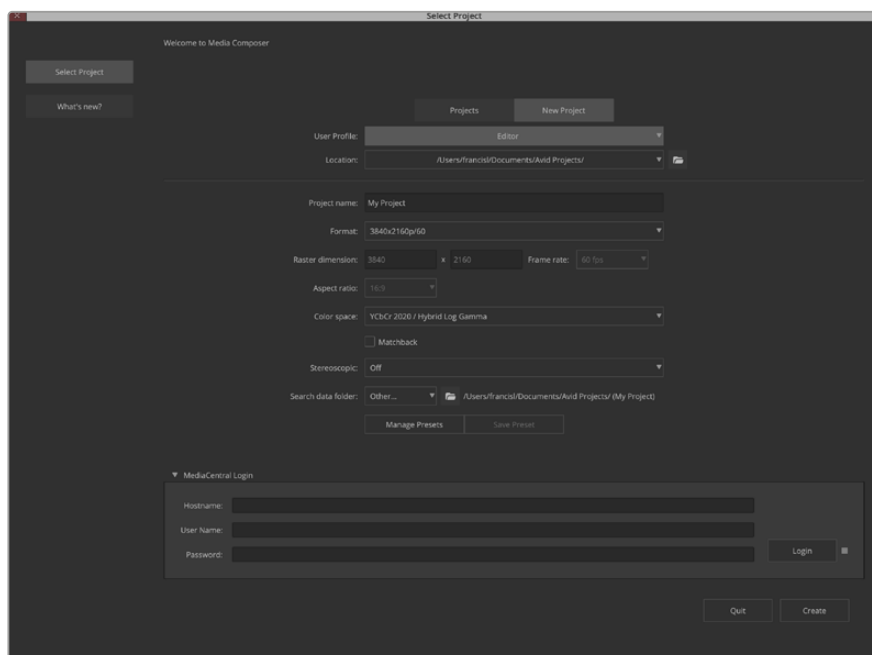 Select Project
Welcome to Media Composer
Select Project
What's new?
Projects New Project
User Profile: Editor
Location: /Users/francisl/Documents/Avid Projects/
Project name: My Project
Format: 3840x2160p/60
Raster dimension: 3840 x 2160 Frame rate: 60 fps
Aspect ratio: 16:9
Color space: YCbCr 2020 / Hybrid Log Gamma
Matchback
Stereoscopic: Off
Search data folder: Other... /Users/francisl/Documents/Avid Projects/ (My Project)
Manage Presets Save Preset
MediaCentral Login
Hostname:
User Name:
Password:
Login
Quit Create